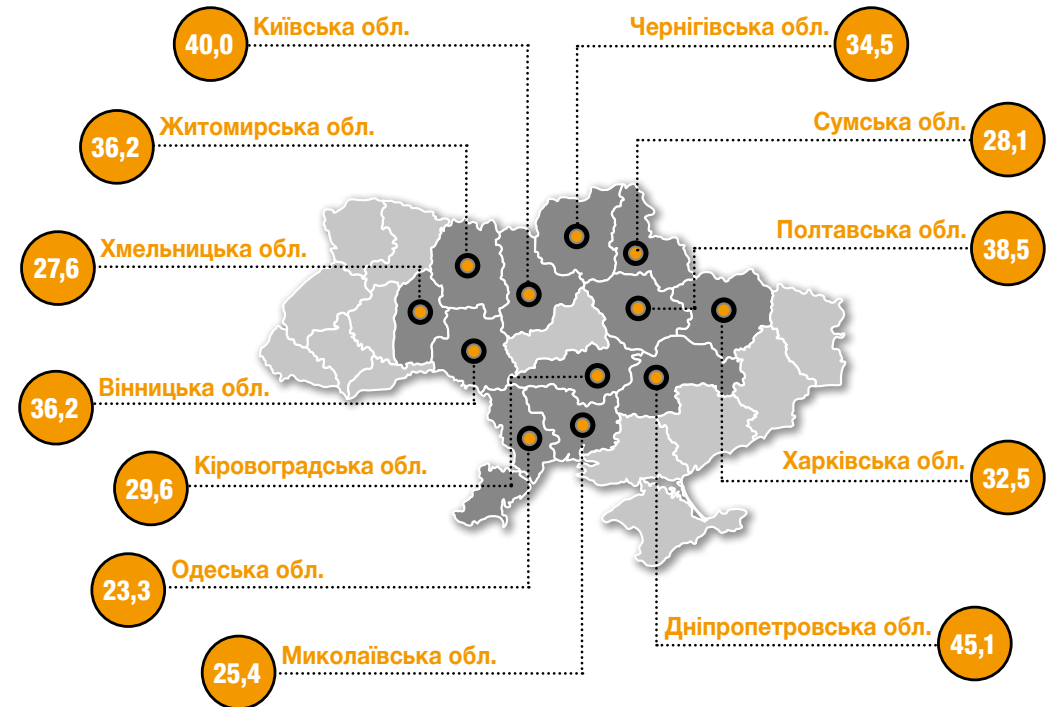 Київська обл.
40,0
Чернігівська обл.
34,5
Житомирська обл.
36,2
Сумська обл.
28,1
Хмельницька обл.
27,6
Полтавська обл.
38,5
Вінницька обл.
36,2
Кіровоградська обл.
29,6
Харківська обл.
32,5
Одеська обл.
23,3
Миколаївська обл.
25,4
Дніпропетровська обл.
45,1